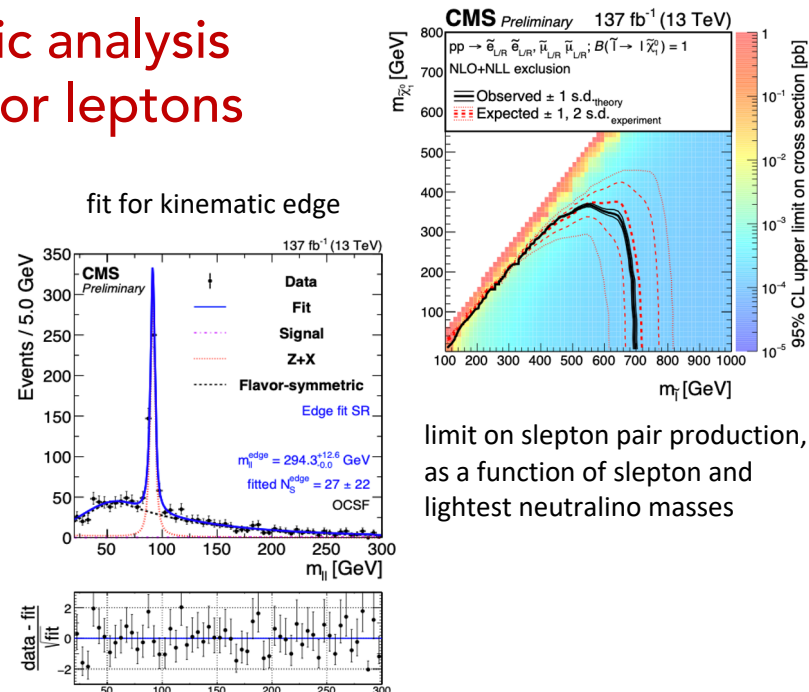 ic analysis
or leptons
fit for kinematic edge
137 fb⁻¹ (13 TeV)
CMS
Preliminary
Data
Fit
Signal
Z+X
Flavor-symmetric
Edge fit SR
m_ll^edge = 294.3 +12.6 -0.0 GeV
fitted N_S^edge = 27 ± 22
OCSF
Events / 5.0 GeV
350
300
250
200
150
100
50
0
50 100 150 200 250 300
m_ll [GeV]
data - fit
√fit
2
0
−2
50 100 150 200 250 300
CMS Preliminary 137 fb⁻¹ (13 TeV)
pp → ẽ_L/R ẽ_L/R, μ̃_L/R μ̃_L/R; B(l̃ → l χ̃₁⁰) = 1
NLO+NLL exclusion
Observed ± 1 s.d._theory
Expected ± 1, 2 s.d._experiment
m_χ̃₁⁰ [GeV]
800
700
600
500
400
300
200
100
100 200 300 400 500 600 700 800 900 1000
m_l̃ [GeV]
1
10⁻¹
10⁻²
10⁻³
10⁻⁴
10⁻⁵
95% CL upper limit on cross section [pb]
limit on slepton pair production,
as a function of slepton and
lightest neutralino masses